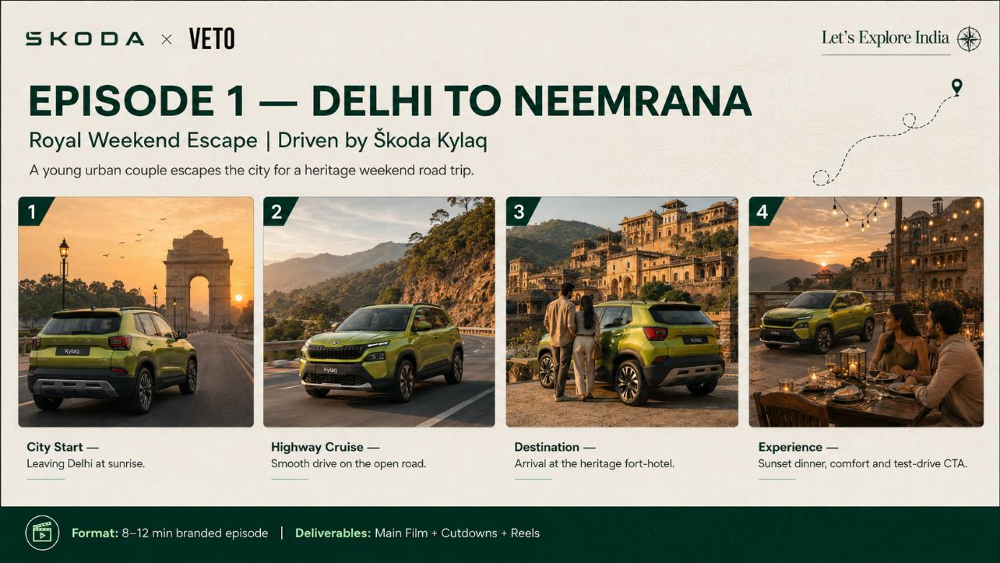 ŠKODA × VETO
Let's Explore India
EPISODE 1 — DELHI TO NEEMRANA
Royal Weekend Escape | Driven by Škoda Kylaq
A young urban couple escapes the city for a heritage weekend road trip.
1
2
3
4
Kylaq
Kylaq
Kylaq
Kylaq
City Start —
Leaving Delhi at sunrise.
Highway Cruise —
Smooth drive on the open road.
Destination —
Arrival at the heritage fort-hotel.
Experience —
Sunset dinner, comfort and test-drive CTA.
Format: 8–12 min branded episode | Deliverables: Main Film + Cutdowns + Reels